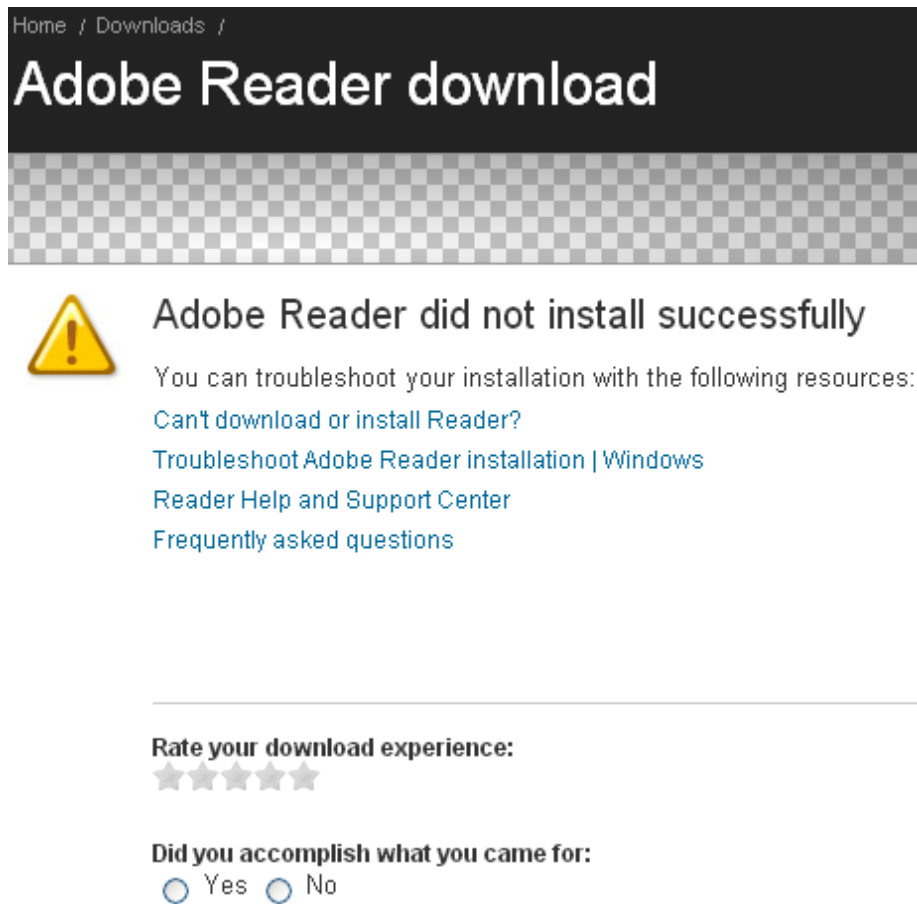 Home / Downloads /
Adobe Reader download
Adobe Reader did not install successfully
You can troubleshoot your installation with the following resources:
Can't download or install Reader?
Troubleshoot Adobe Reader installation | Windows
Reader Help and Support Center
Frequently asked questions
Rate your download experience:
Did you accomplish what you came for:
Yes No